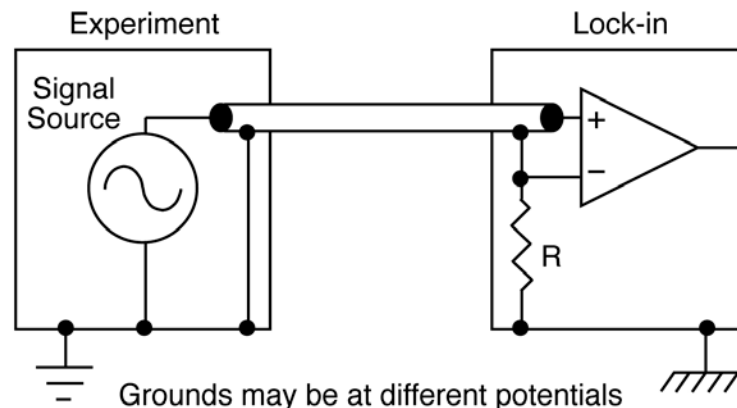 Experiment
Lock-in
Signal
Source
+
−
R
Grounds may be at different potentials